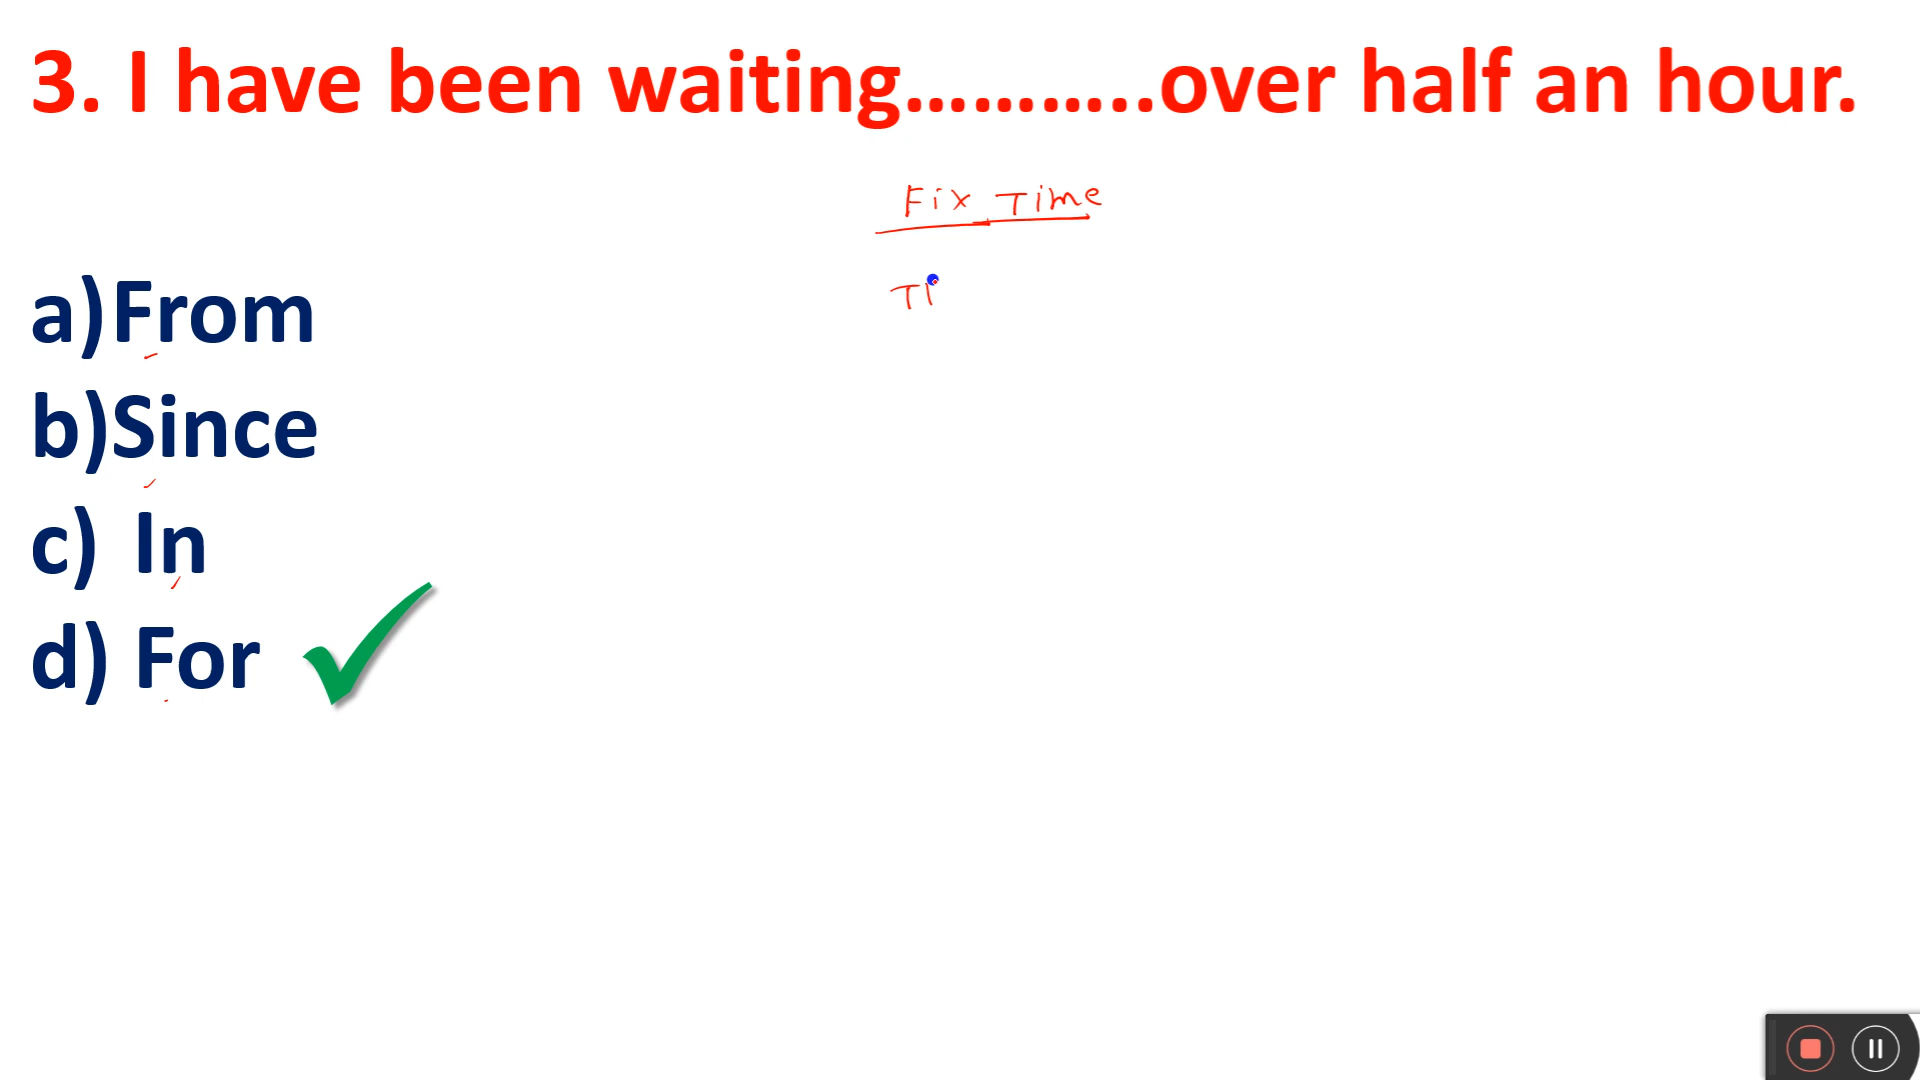 3. I have been waiting………..over half an hour.
Fix Time
a)From
b)Since
c) In
d) For